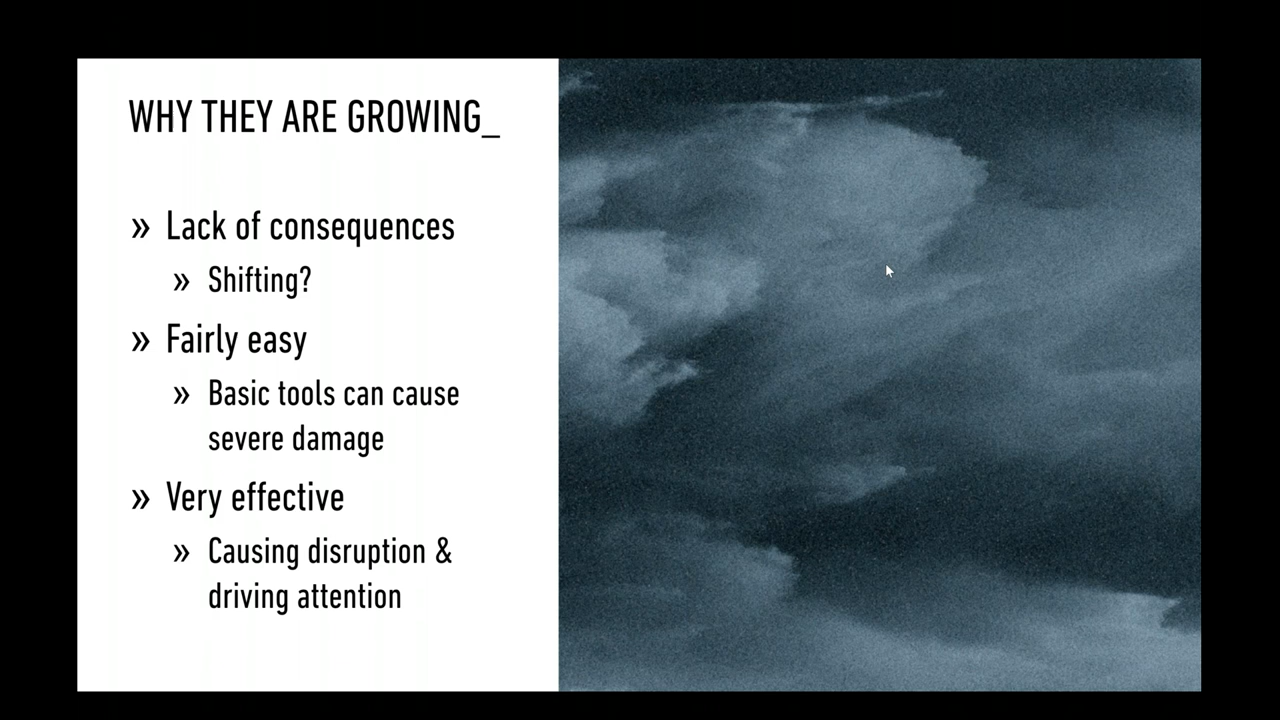 WHY THEY ARE GROWING_
» Lack of consequences
» Shifting?
» Fairly easy
» Basic tools can cause
severe damage
» Very effective
» Causing disruption &
driving attention